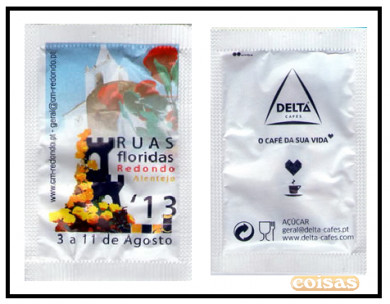 www.cm-redondo.pt - geral@cm-redondo.pt
RUAS
floridas
Redondo
Alentejo
'13
3 a 11 de Agosto
DELTA
CAFÉS
O CAFÉ DA SUA VIDA
AÇÚCAR
geral@delta-cafes.pt
www.delta-cafes.com
coisas